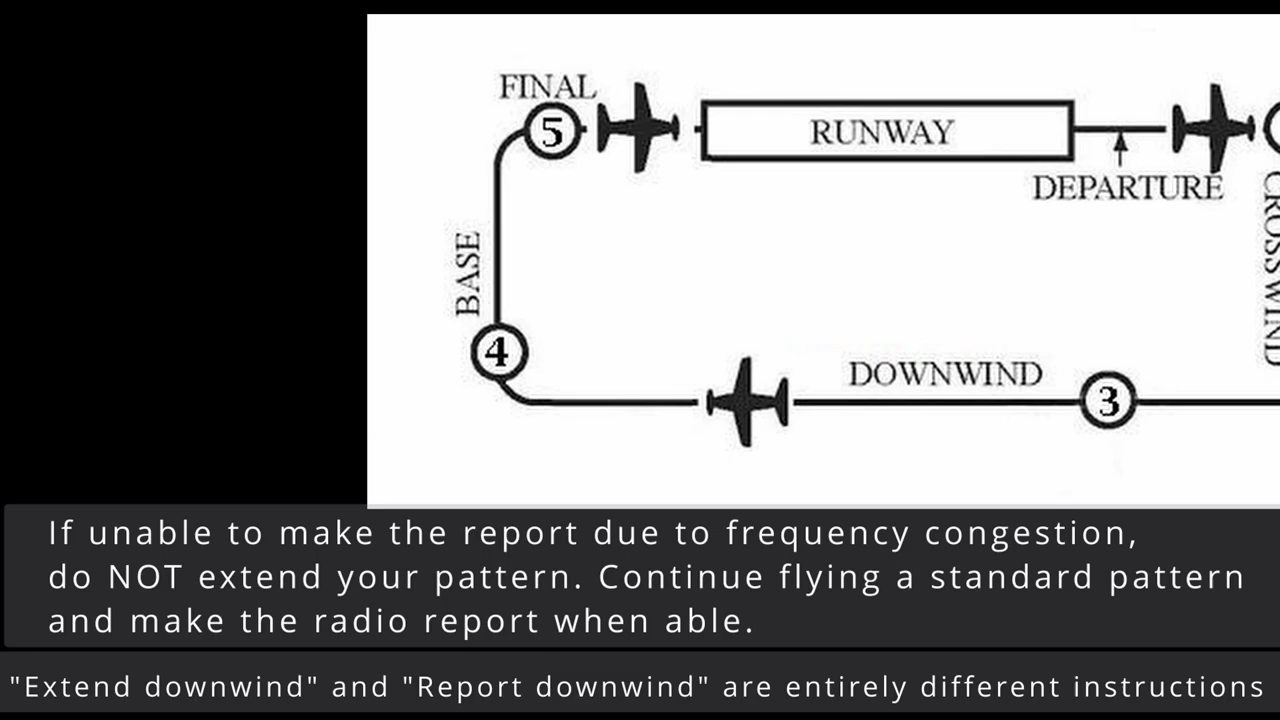 FINAL
5
RUNWAY
DEPARTURE
CROSSWIND
BASE
4
DOWNWIND
3
If unable to make the report due to frequency congestion,
do NOT extend your pattern. Continue flying a standard pattern
and make the radio report when able.
"Extend downwind" and "Report downwind" are entirely different instructions